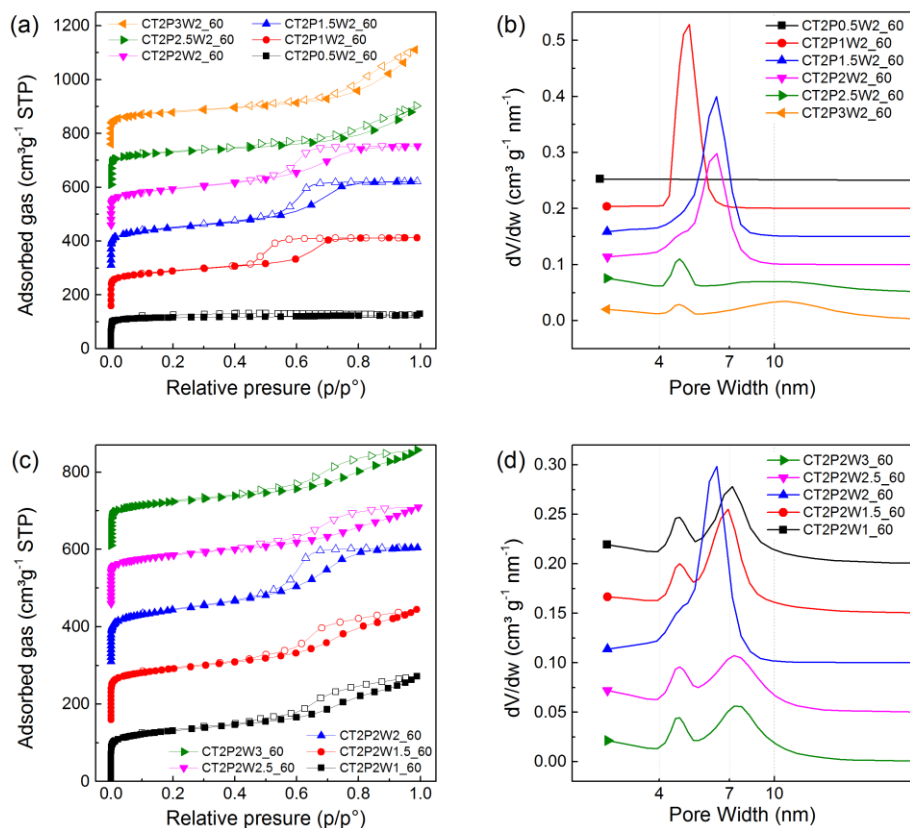 (a)
CT2P3W2_60 CT2P1.5W2_60
CT2P2.5W2_60 CT2P1W2_60
CT2P2W2_60 CT2P0.5W2_60
Adsorbed gas (cm³g⁻¹ STP)
1200
1000
800
600
400
200
0
0.0 0.2 0.4 0.6 0.8 1.0
Relative presure (p/p°)
(b)
CT2P0.5W2_60
CT2P1W2_60
CT2P1.5W2_60
CT2P2W2_60
CT2P2.5W2_60
CT2P3W2_60
dV/dw (cm³ g⁻¹ nm⁻¹)
0.5
0.4
0.3
0.2
0.1
0.0
4 7 10
Pore Width (nm)
(c)
Adsorbed gas (cm³g⁻¹ STP)
800
600
400
200
0
CT2P2W2_60
CT2P2W3_60 CT2P2W1.5_60
CT2P2W2.5_60 CT2P2W1_60
0.0 0.2 0.4 0.6 0.8 1.0
Relative presure (p/p°)
(d)
CT2P2W3_60
CT2P2W2.5_60
CT2P2W2_60
CT2P2W1.5_60
CT2P2W1_60
dV/dw (cm³ g⁻¹ nm⁻¹)
0.30
0.25
0.20
0.15
0.10
0.05
0.00
4 7 10
Pore Width (nm)